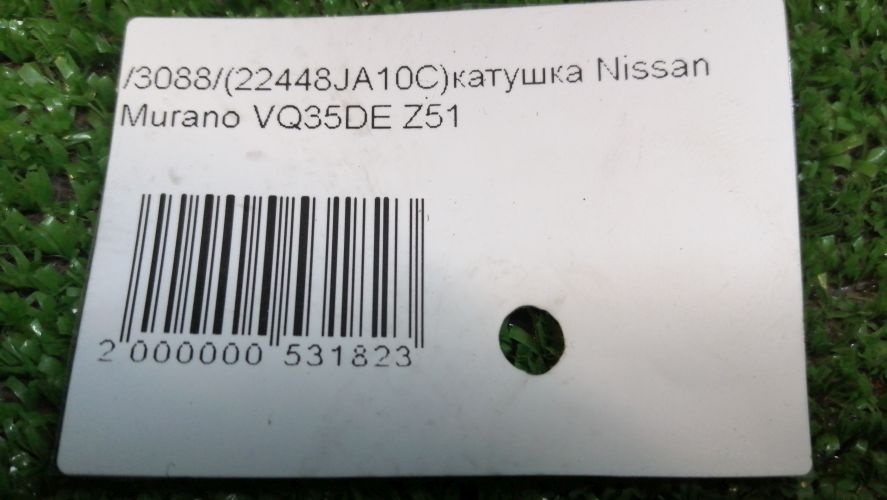 /3088/(22448JA10C)катушка Nissan
Murano VQ35DE Z51
2 000000 531823